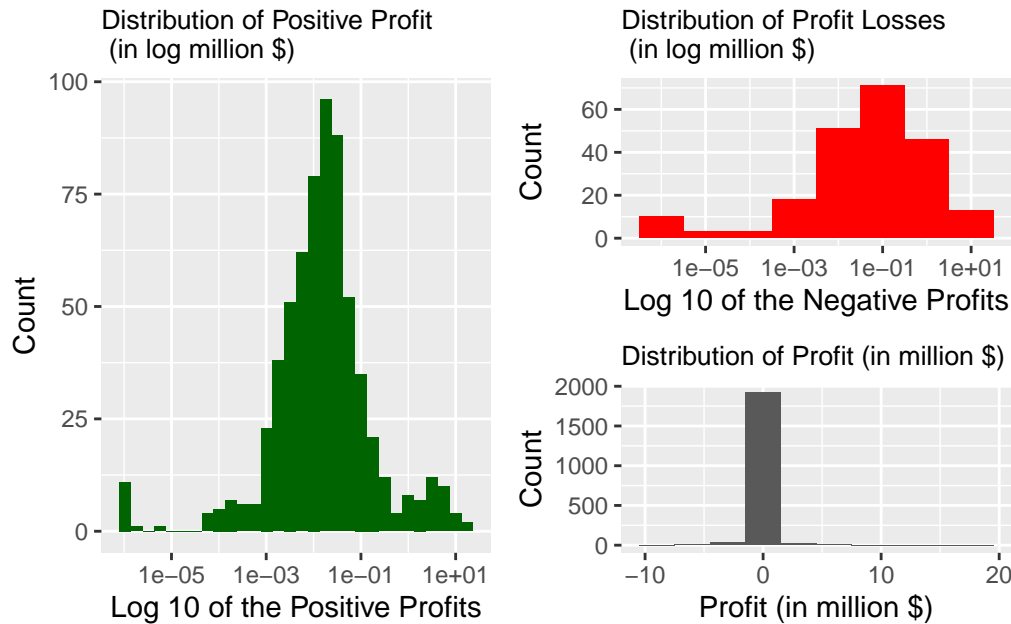 Distribution of Positive Profit
(in log million $)
Count
100
75
50
25
0
1e−05
1e−03
1e−01
1e+01
Log 10 of the Positive Profits
Distribution of Profit Losses
(in log million $)
Count
60
40
20
0
1e−05
1e−03
1e−01
1e+01
Log 10 of the Negative Profits
Distribution of Profit (in million $)
Count
2000
1500
1000
500
0
−10
0
10
20
Profit (in million $)